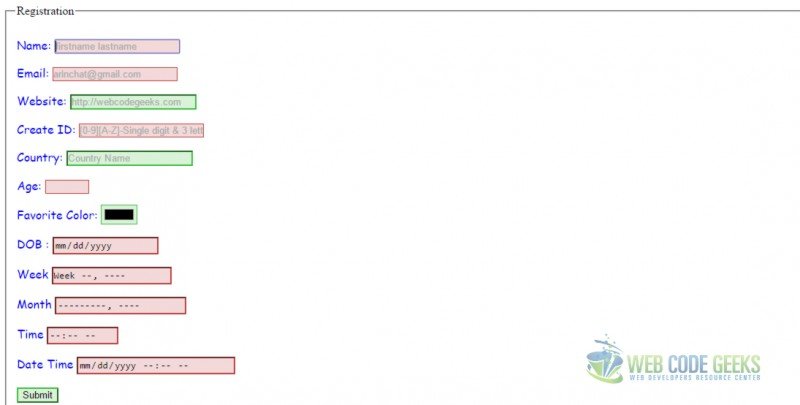 Registration
Name: firstname lastname
Email: arinchat@gmail.com
Website: http://webcodegeeks.com
Create ID: [0-9][A-Z]-Single digit & 3 lett
Country: Country Name
Age:
Favorite Color:
DOB : mm/dd/yyyy
Week Week --, ----
Month ---------, ----
Time --:-- --
Date Time mm/dd/yyyy --:-- --
Submit
WEB CODE GEEKS
WEB DEVELOPERS RESOURCE CENTER